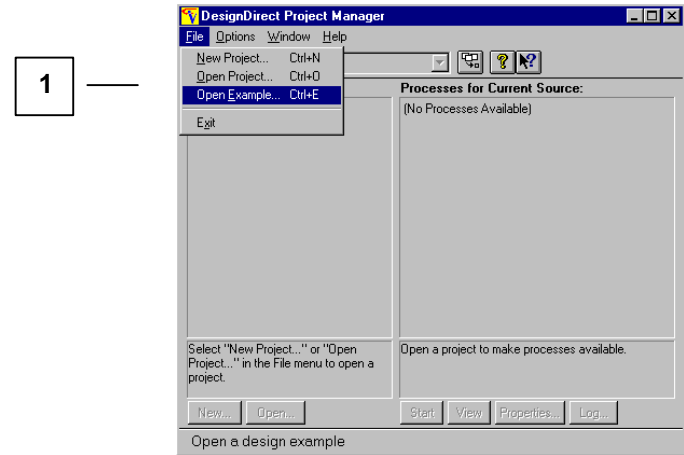 DesignDirect Project Manager
File Options Window Help
New Project... Ctrl+N
Open Project... Ctrl+O
Open Example... Ctrl+E
Exit
1
Processes for Current Source:
(No Processes Available)
Select "New Project..." or "Open
Project..." in the File menu to open a
project.
Open a project to make processes available.
New... Open... Start View Properties... Log...
Open a design example